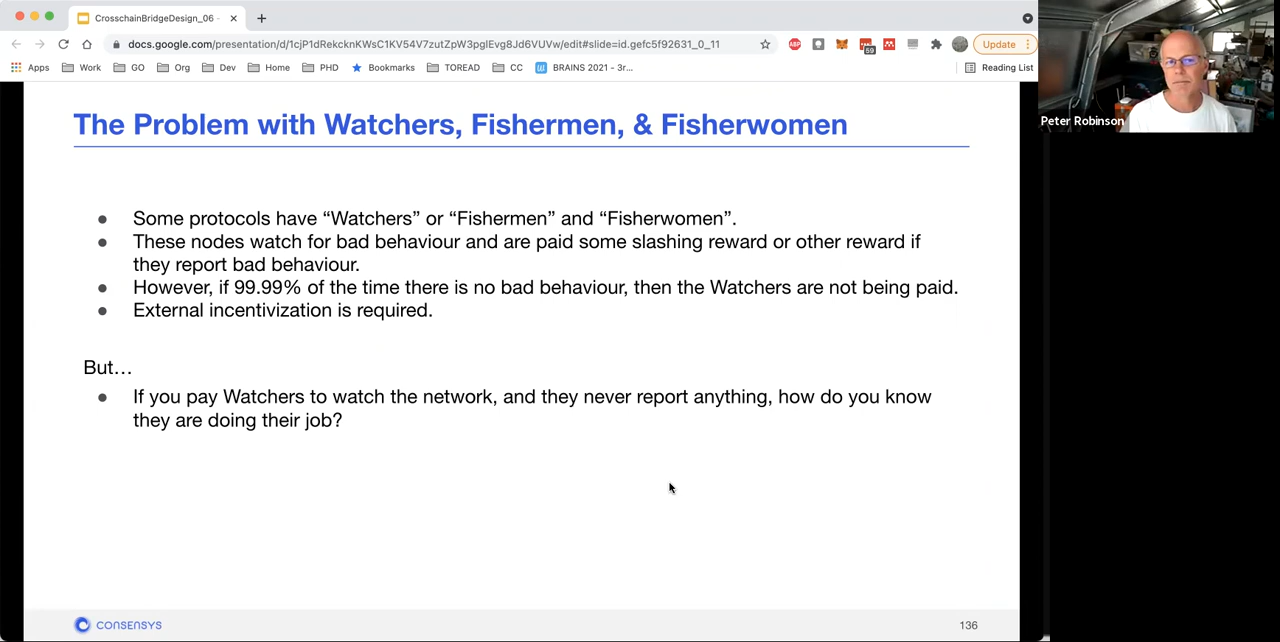 CrosschainBridgeDesign_06 -
docs.google.com/presentation/d/1cjP1dRekcknKWsC1KV54V7zutZpW3pglEvg8Jd6VUVw/edit#slide=id.gefc5f92631_0_11
ABP
59
Update
Apps
Work
GO
Org
Dev
Home
PHD
Bookmarks
TOREAD
CC
BRAINS 2021 - 3r...
Reading List
Peter Robinson
The Problem with Watchers, Fishermen, & Fisherwomen
● Some protocols have “Watchers” or “Fishermen” and “Fisherwomen”.
● These nodes watch for bad behaviour and are paid some slashing reward or other reward if
they report bad behaviour.
● However, if 99.99% of the time there is no bad behaviour, then the Watchers are not being paid.
● External incentivization is required.
But…
● If you pay Watchers to watch the network, and they never report anything, how do you know
they are doing their job?
CONSENSYS
136